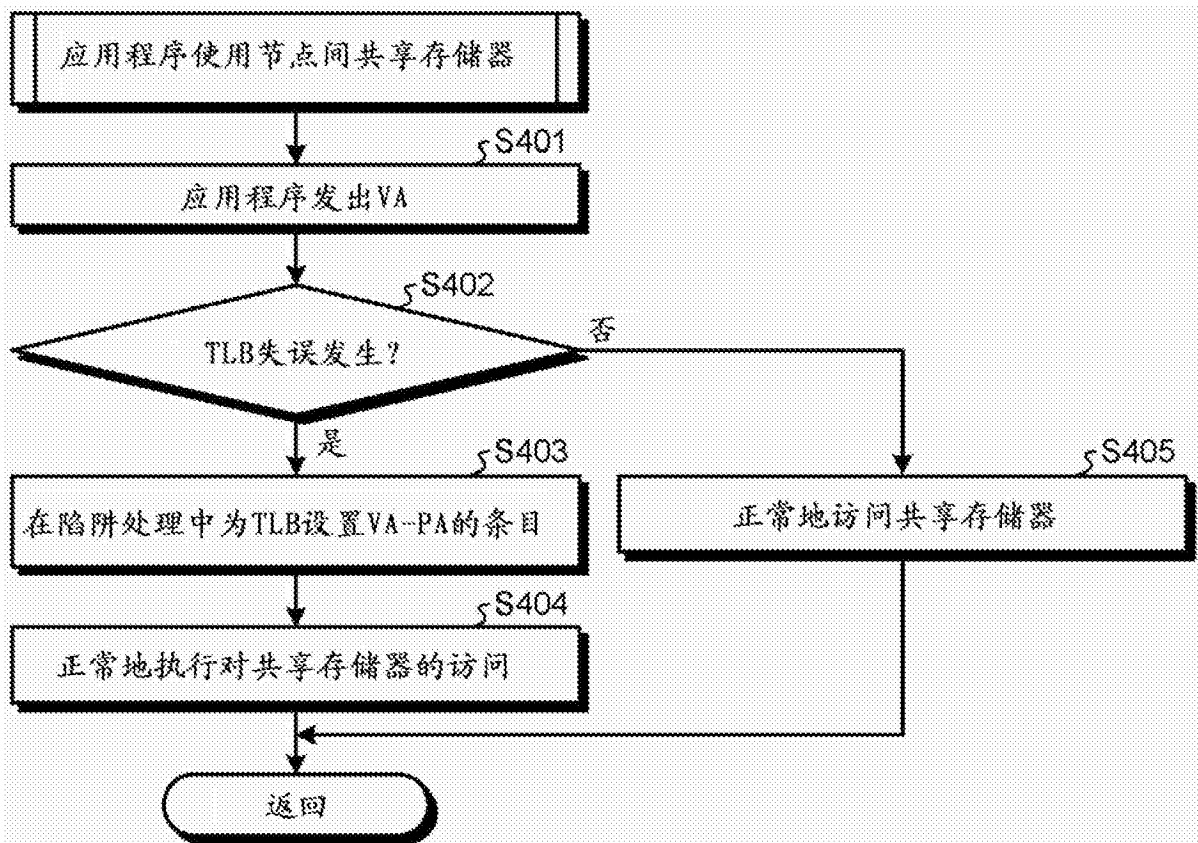 应用程序使用节点间共享存储器
S401
应用程序发出VA
S402
TLB失误发生?
否
是
S403
在陷阱处理中为TLB设置VA-PA的条目
S405
正常地访问共享存储器
S404
正常地执行对共享存储器的访问
返回